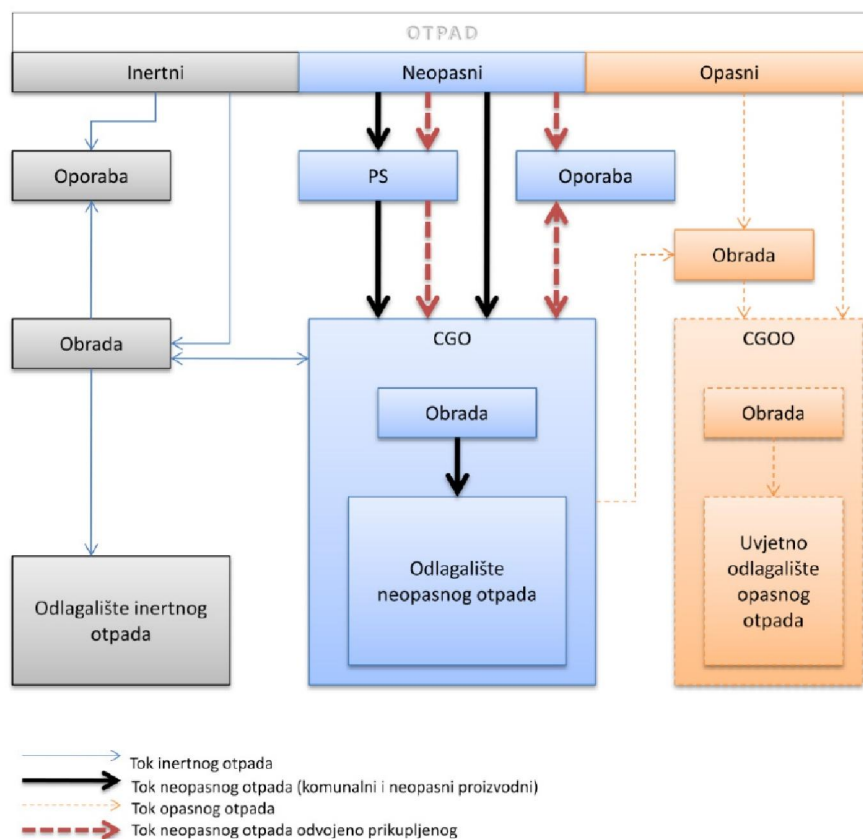 OTPAD
Inertni
Neopasni
Opasni
Oporaba
PS
Oporaba
Obrada
Obrada
CGO
CGOO
Obrada
Obrada
Odlagalište inertnog
otpada
Odlagalište
neopasnog otpada
Uvjetno
odlagalište
opasnog
otpada
Tok inertnog otpada
Tok neopasnog otpada (komunalni i neopasni proizvodni)
Tok opasnog otpada
Tok neopasnog otpada odvojeno prikupljenog